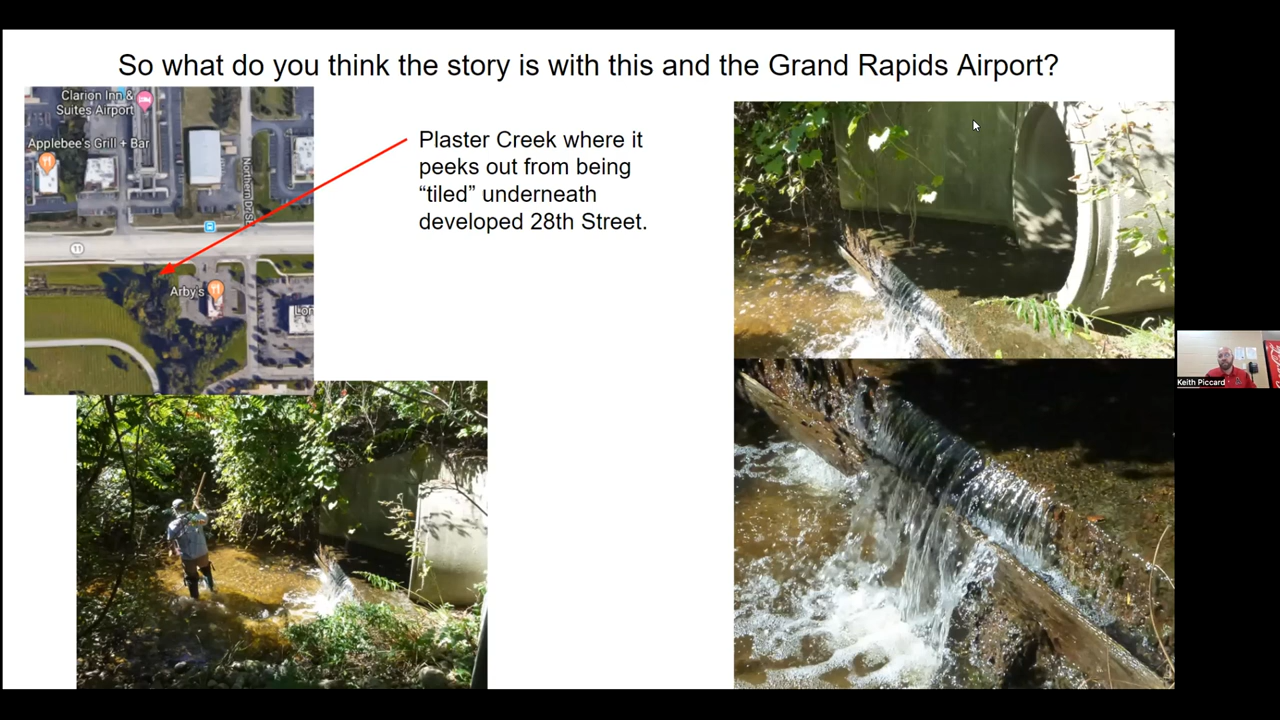 So what do you think the story is with this and the Grand Rapids Airport?
Clarion Inn &
Suites Airport
Applebee's Grill + Bar
Northern Dr SE
11
Arby's
Lon
Plaster Creek where it
peeks out from being
“tiled” underneath
developed 28th Street.
Keith Piccard